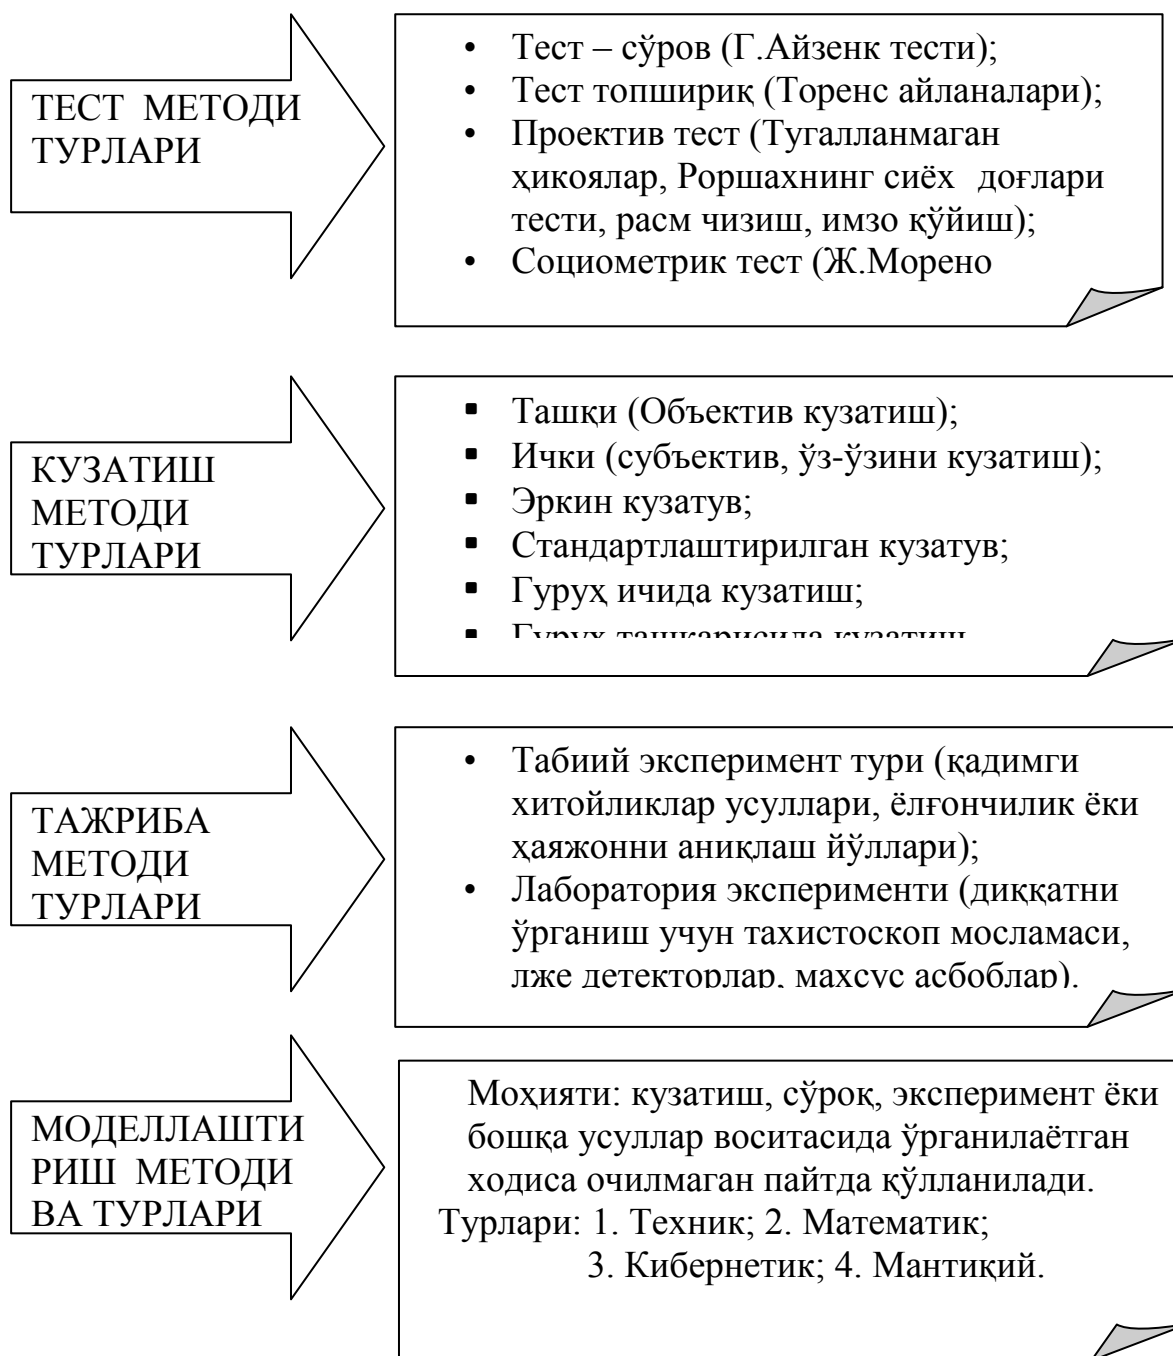 ТЕСТ МЕТОДИ
ТУРЛАРИ
• Тест – сўров (Г.Айзенк тести);
• Тест топшириқ (Торенс айланалари);
• Проектив тест (Тугалланмаган
ҳикоялар, Роршахнинг сиёх доғлари
тести, расм чизиш, имзо қўйиш);
• Социометрик тест (Ж.Морено
КУЗАТИШ
МЕТОДИ
ТУРЛАРИ
▪ Ташқи (Объектив кузатиш);
▪ Ички (субъектив, ўз-ўзини кузатиш);
▪ Эркин кузатув;
▪ Стандартлаштирилган кузатув;
▪ Гуруҳ ичида кузатиш;
▪ Гуруҳ ташқарисида кузатиш
ТАЖРИБА
МЕТОДИ
ТУРЛАРИ
• Табиий эксперимент тури (қадимги
хитойликлар усуллари, ёлғончилик ёки
ҳаяжонни аниқлаш йўллари);
• Лаборатория эксперименти (диққатни
ўрганиш учун тахистоскоп мосламаси,
лже детекторлар, махсус асбоблар).
МОДЕЛЛАШТИ
РИШ МЕТОДИ
ВА ТУРЛАРИ
Моҳияти: кузатиш, сўроқ, эксперимент ёки
бошқа усуллар воситасида ўрганилаётган
ходиса очилмаган пайтда қўлланилади.
Турлари: 1. Техник; 2. Математик;
3. Кибернетик; 4. Мантиқий.